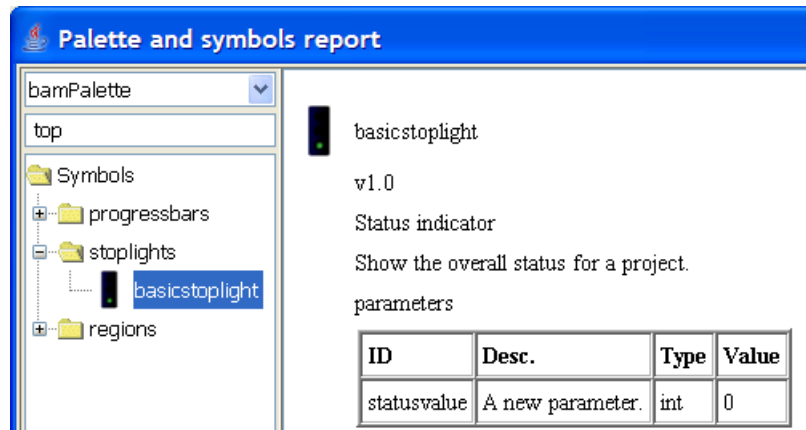 Palette and symbols report
bamPalette
top
Symbols
progressbars
stoplights
basicstoplight
regions
basicstoplight
v1.0
Status indicator
Show the overall status for a project.
parameters
ID Desc. Type Value
statusvalue A new parameter. int 0